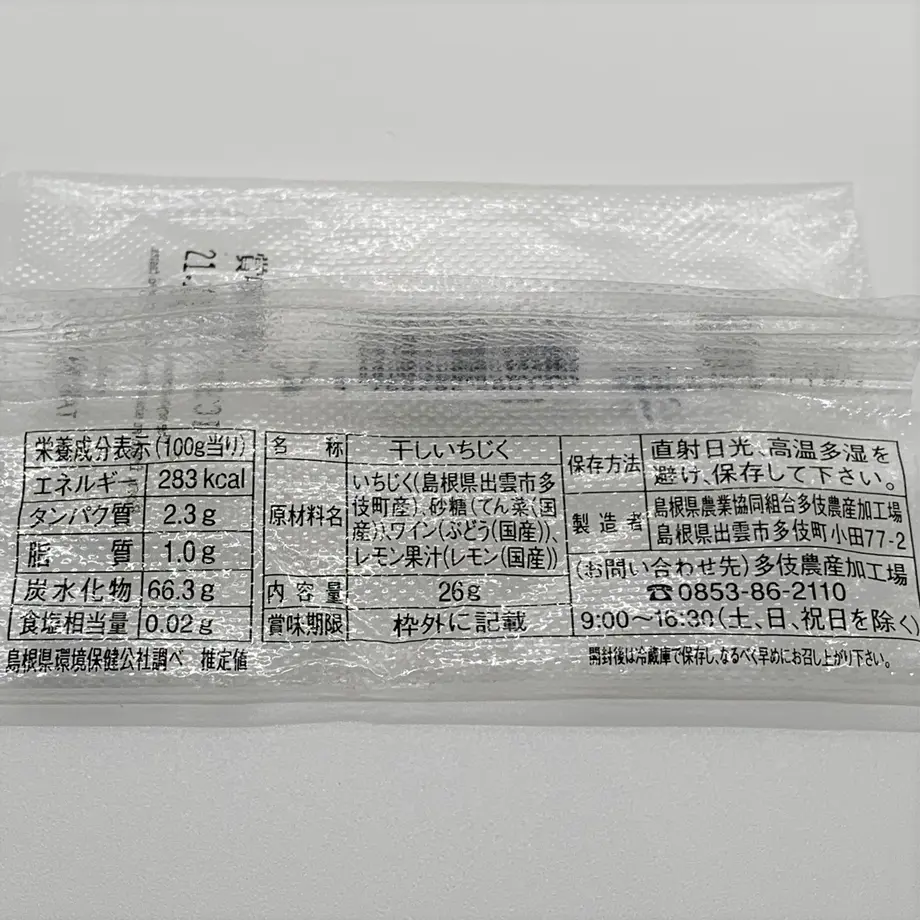 賞
21.
栄養成分表示(100g当り)
エネルギー 283kcal
タンパク質 2.3g
脂質 1.0g
炭水化物 66.3g
食塩相当量 0.02g
島根県環境保健公社調べ 推定値
名称 干しいちじく
原材料名 いちじく(島根県出雲市多
伎町産)、砂糖(てん菜(国
産))、ワイン(ぶどう(国産))、
レモン果汁(レモン(国産))
内容量 26g
賞味期限 枠外に記載
保存方法 直射日光、高温多湿を
避け、保存して下さい。
製造者 島根県農業協同組合多伎農産加工場
島根県出雲市多伎町小田77-2
(お問い合わせ先)多伎農産加工場
☎0853-86-2110
9:00〜16:30(土、日、祝日を除く)
開封後は冷蔵庫で保存し、なるべく早めにお召し上がり下さい。